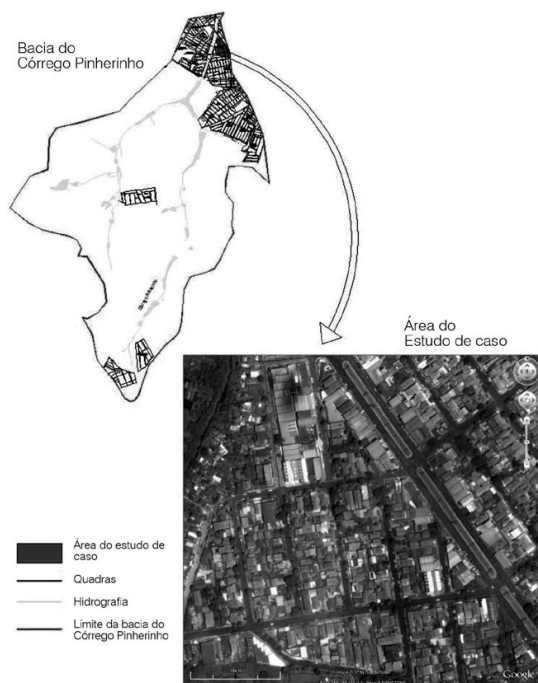 Bacia do
Córrego Pinherinho
Área do
Estudo de caso
Área do estudo de
caso
Quadras
Hidrografia
Limite da bacia do
Córrego Pinherinho
Google